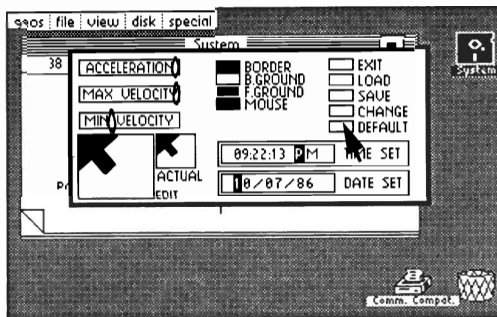 geos file view disk special
System
38
ACCELERATION
MAX VELOCITY
MIN VELOCITY
BORDER
B.GROUND
F.GROUND
MOUSE
EXIT
LOAD
SAVE
CHANGE
DEFAULT
ACTUAL
EDIT
09:22:13 PM
TIME SET
10/07/86
DATE SET
System
Comm. Compat.